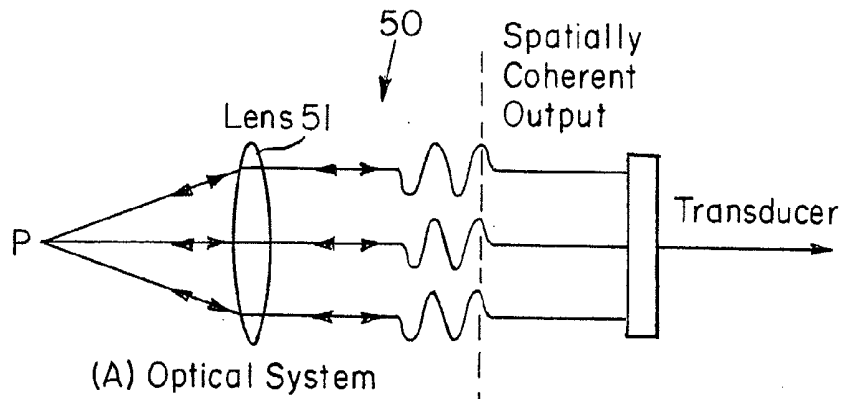 50
Spatially
Coherent
Output
Lens 51
Transducer
P
(A) Optical System